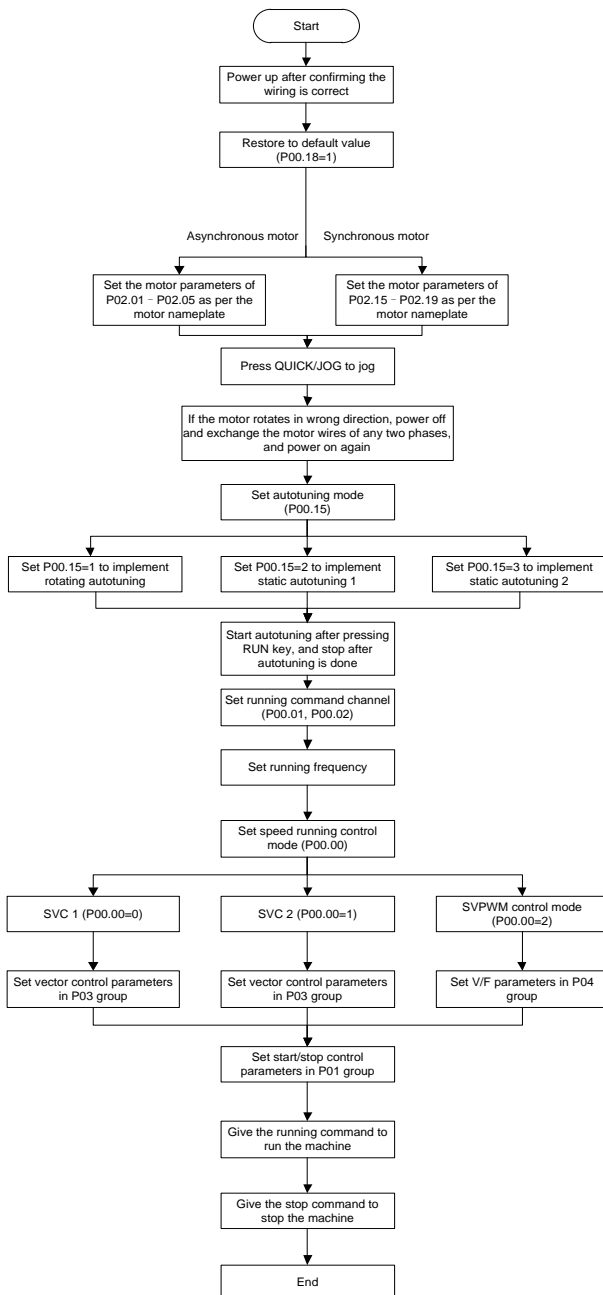 Start
Power up after confirming the
wiring is correct
Restore to default value
(P00.18=1)
Asynchronous motor
Synchronous motor
Set the motor parameters of
P02.01–P02.05 as per the
motor nameplate
Set the motor parameters of
P02.15–P02.19 as per the
motor nameplate
Press QUICK/JOG to jog
If the motor rotates in wrong direction, power off
and exchange the motor wires of any two phases,
and power on again
Set autotuning mode
(P00.15)
Set P00.15=1 to implement
rotating autotuning
Set P00.15=2 to implement
static autotuning 1
Set P00.15=3 to implement
static autotuning 2
Start autotuning after pressing
RUN key, and stop after
autotuning is done
Set running command channel
(P00.01, P00.02)
Set running frequency
Set speed running control
mode (P00.00)
SVC 1 (P00.00=0)
SVC 2 (P00.00=1)
SVPWM control mode
(P00.00=2)
Set vector control parameters
in P03 group
Set vector control parameters
in P03 group
Set V/F parameters in P04
group
Set start/stop control
parameters in P01 group
Give the running command to
run the machine
Give the stop command to
stop the machine
End